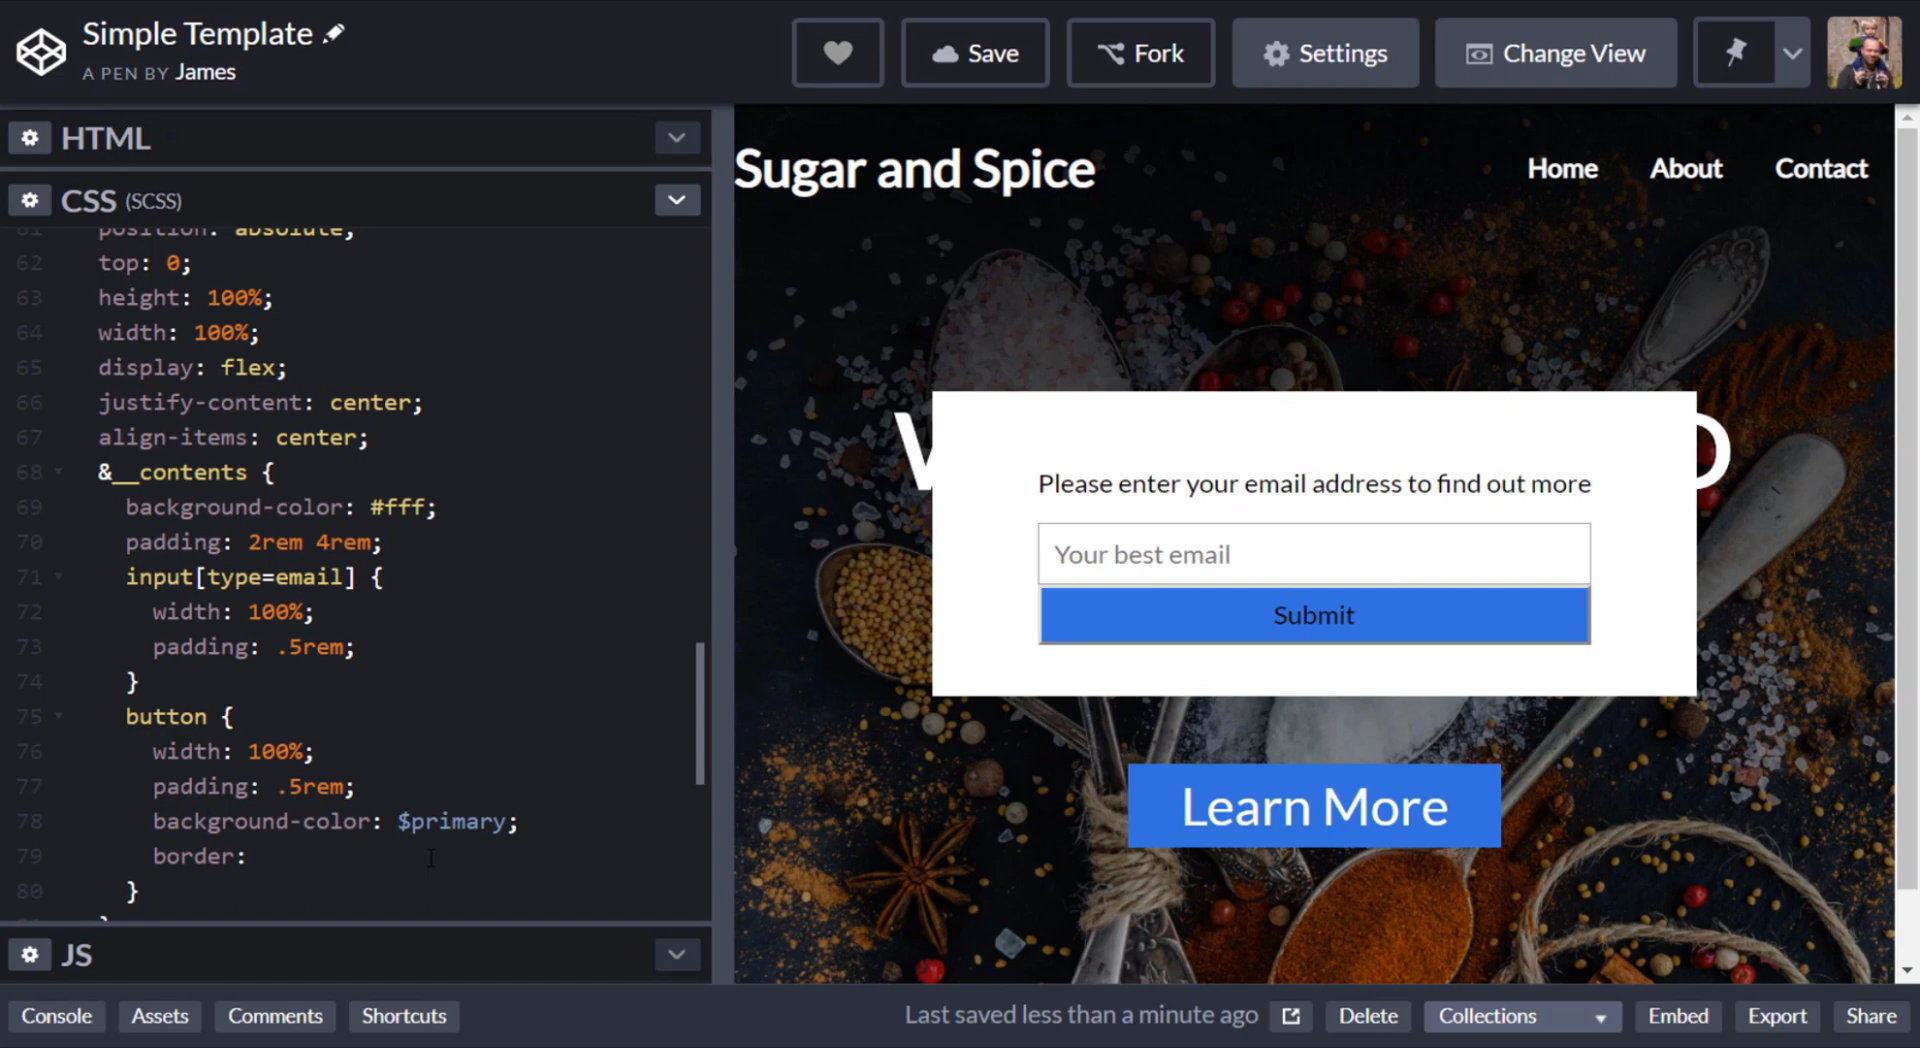 Simple Template
A PEN BY James
Save
Fork
Settings
Change View
HTML
CSS (SCSS)
61 position: absolute;
62 top: 0;
63 height: 100%;
64 width: 100%;
65 display: flex;
66 justify-content: center;
67 align-items: center;
68 &__contents {
69 background-color: #fff;
70 padding: 2rem 4rem;
71 input[type=email] {
72 width: 100%;
73 padding: .5rem;
74 }
75 button {
76 width: 100%;
77 padding: .5rem;
78 background-color: $primary;
79 border:
80 }
JS
Sugar and Spice
Home About Contact
Please enter your email address to find out more
Your best email
Submit
Learn More
Console Assets Comments Shortcuts
Last saved less than a minute ago
Delete Collections Embed Export Share